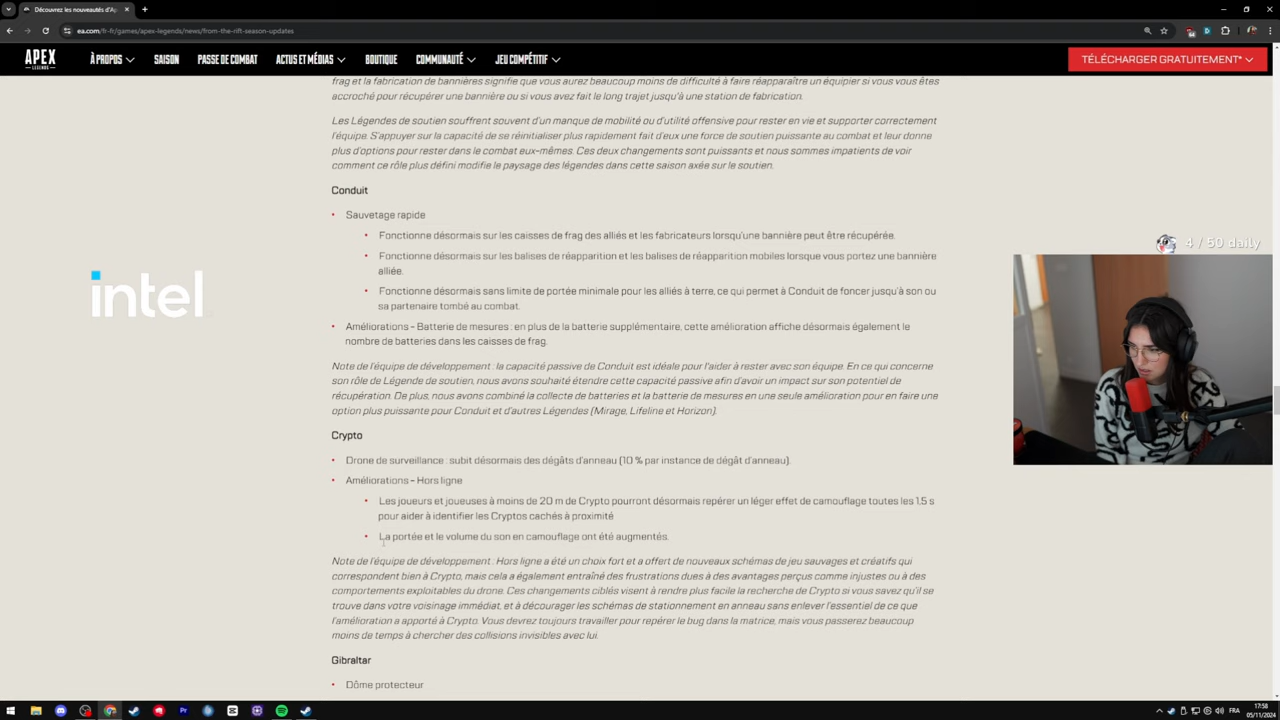 Découvrez les nouveautés d'Ap
ea.com/fr-fr/games/apex-legends/news/from-the-rift-season-updates
APEX
LEGENDS
À PROPOS
SAISON
PASSE DE COMBAT
ACTUS ET MÉDIAS
BOUTIQUE
COMMUNAUTÉ
JEU COMPÉTITIF
TÉLÉCHARGER GRATUITEMENT*
frag et la fabrication de bannières signifie que vous aurez beaucoup moins de difficulté à faire réapparaître un équipier si vous vous êtes
accroché pour récupérer une bannière ou si vous avez fait le long trajet jusqu'à une station de fabrication.
Les Légendes de soutien souffrent souvent d'un manque de mobilité ou d'utilité offensive pour rester en vie et supporter correctement
l'équipe. S'appuyer sur la capacité de se réinitialiser plus rapidement fait d'eux une force de soutien puissante au combat et leur donne
plus d'options pour rester dans le combat eux-mêmes. Ces deux changements sont puissants et nous sommes impatients de voir
comment ce rôle plus défini modifie le paysage des légendes dans cette saison axée sur le soutien.
Conduit
• Sauvetage rapide
• Fonctionne désormais sur les caisses de frag des alliés et les fabricateurs lorsqu'une bannière peut être récupérée.
• Fonctionne désormais sur les balises de réapparition et les balises de réapparition mobiles lorsque vous portez une bannière
alliée.
• Fonctionne désormais sans limite de portée minimale pour les alliés à terre, ce qui permet à Conduit de foncer jusqu'à son ou
sa partenaire tombé au combat.
• Améliorations – Batterie de mesures : en plus de la batterie supplémentaire, cette amélioration affiche désormais également le
nombre de batteries dans les caisses de frag.
Note de l'équipe de développement : la capacité passive de Conduit est idéale pour l'aider à rester avec son équipe. En ce qui concerne
son rôle de Légende de soutien, nous avons souhaité étendre cette capacité passive afin d'avoir un impact sur son potentiel de
récupération. De plus, nous avons combiné la collecte de batteries et la batterie de mesures en une seule amélioration pour en faire une
option plus puissante pour Conduit et d'autres Légendes (Mirage, Lifeline et Horizon).
Crypto
• Drone de surveillance : subit désormais des dégâts d'anneau (10 % par instance de dégât d'anneau).
• Améliorations – Hors ligne
• Les joueurs et joueuses à moins de 20 m de Crypto pourront désormais repérer un léger effet de camouflage toutes les 1.5 s
pour aider à identifier les Cryptos cachés à proximité
• La portée et le volume du son en camouflage ont été augmentés.
Note de l'équipe de développement : Hors ligne a été un choix fort et a offert de nouveaux schémas de jeu sauvages et créatifs qui
correspondent bien à Crypto, mais cela a également entraîné des frustrations dues à des avantages perçus comme injustes ou à des
comportements exploitables du drone. Ces changements ciblés visent à rendre plus facile la recherche de Crypto si vous savez qu'il se
trouve dans votre voisinage immédiat, et à décourager les schémas de stationnement en anneau sans enlever l'essentiel de ce que
l'amélioration a apporté à Crypto. Vous devrez toujours travailler pour repérer le bug dans la matrice, mais vous passerez beaucoup
moins de temps à chercher des collisions invisibles avec lui.
Gibraltar
• Dôme protecteur
intel
4 / 50 daily
FRA
17:58
05/11/2024